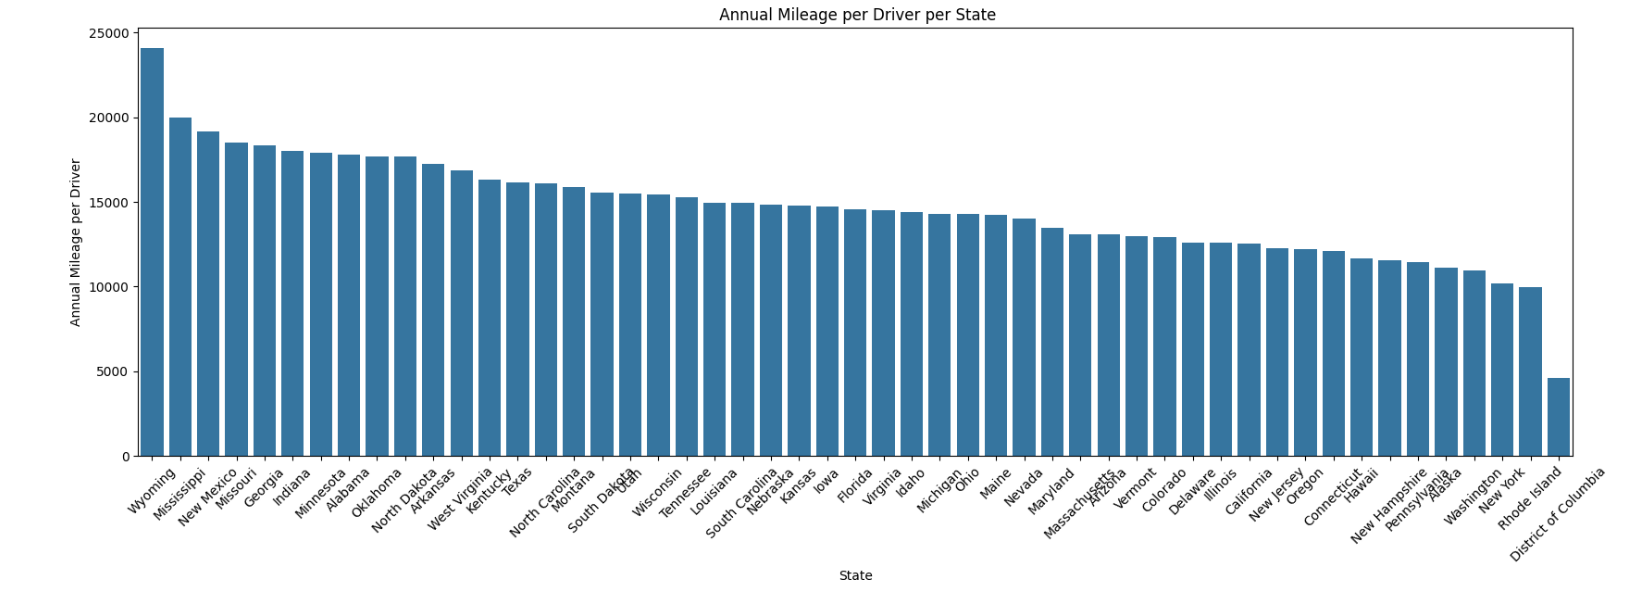 Annual Mileage per Driver per State
Annual Mileage per Driver
25000
20000
15000
10000
5000
0
Wyoming
Mississippi
New Mexico
Missouri
Georgia
Indiana
Minnesota
Alabama
Oklahoma
North Dakota
Arkansas
West Virginia
Kentucky
Texas
North Carolina
Montana
South Dakota
Utah
Wisconsin
Tennessee
Louisiana
South Carolina
Nebraska
Kansas
Iowa
Florida
Virginia
Idaho
Michigan
Ohio
Maine
Nevada
Maryland
Massachusetts
Arizona
Vermont
Colorado
Delaware
Illinois
California
New Jersey
Oregon
Connecticut
Hawaii
New Hampshire
Pennsylvania
Alaska
Washington
New York
Rhode Island
District of Columbia
State